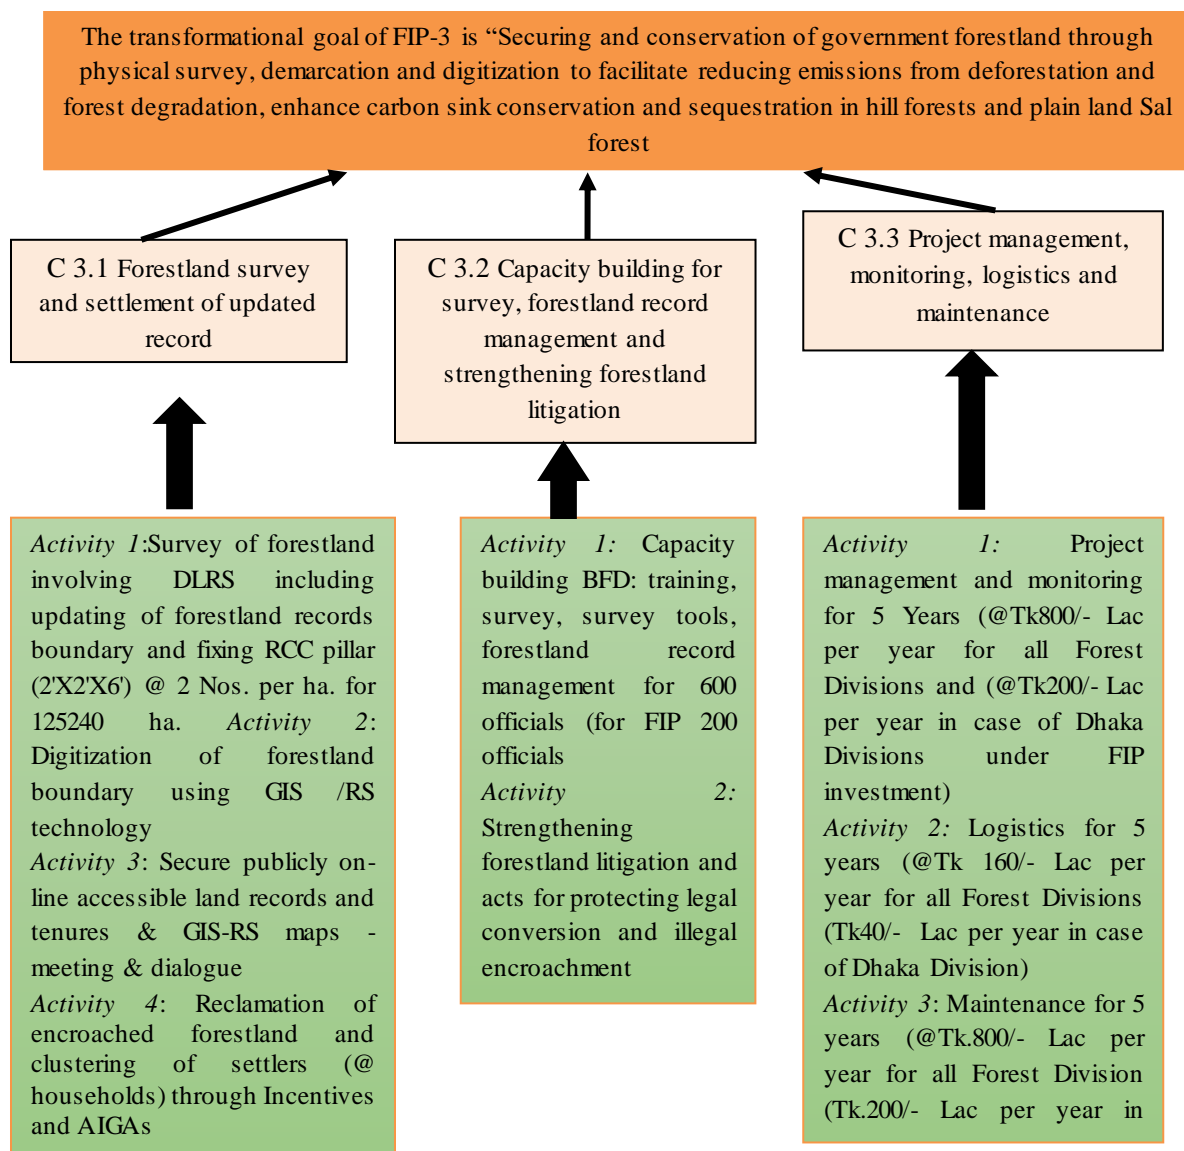 The transformational goal of FIP-3 is “Securing and conservation of government forestland through
physical survey, demarcation and digitization to facilitate reducing emissions from deforestation and
forest degradation, enhance carbon sink conservation and sequestration in hill forests and plain land Sal
forest
C 3.1 Forestland survey
and settlement of updated
record
C 3.2 Capacity building for
survey, forestland record
management and
strengthening forestland
litigation
C 3.3 Project management,
monitoring, logistics and
maintenance
Activity 1:Survey of forestland
involving DLRS including
updating of forestland records
boundary and fixing RCC pillar
(2'X2'X6') @ 2 Nos. per ha. for
125240 ha. Activity 2:
Digitization of forestland
boundary using GIS /RS
technology
Activity 3: Secure publicly on-
line accessible land records and
tenures & GIS-RS maps -
meeting & dialogue
Activity 4: Reclamation of
encroached forestland and
clustering of settlers (@
households) through Incentives
and AIGAs
Activity 1: Capacity
building BFD: training,
survey, survey tools,
forestland record
management for 600
officials (for FIP 200
officials
Activity 2:
Strengthening
forestland litigation and
acts for protecting legal
conversion and illegal
encroachment
Activity 1: Project
management and monitoring
for 5 Years (@Tk800/- Lac
per year for all Forest
Divisions and (@Tk200/- Lac
per year in case of Dhaka
Divisions under FIP
investment)
Activity 2: Logistics for 5
years (@Tk 160/- Lac per
year for all Forest Divisions
(Tk40/- Lac per year in case
of Dhaka Division)
Activity 3: Maintenance for 5
years (@Tk.800/- Lac per
year for all Forest Division
(Tk.200/- Lac per year in